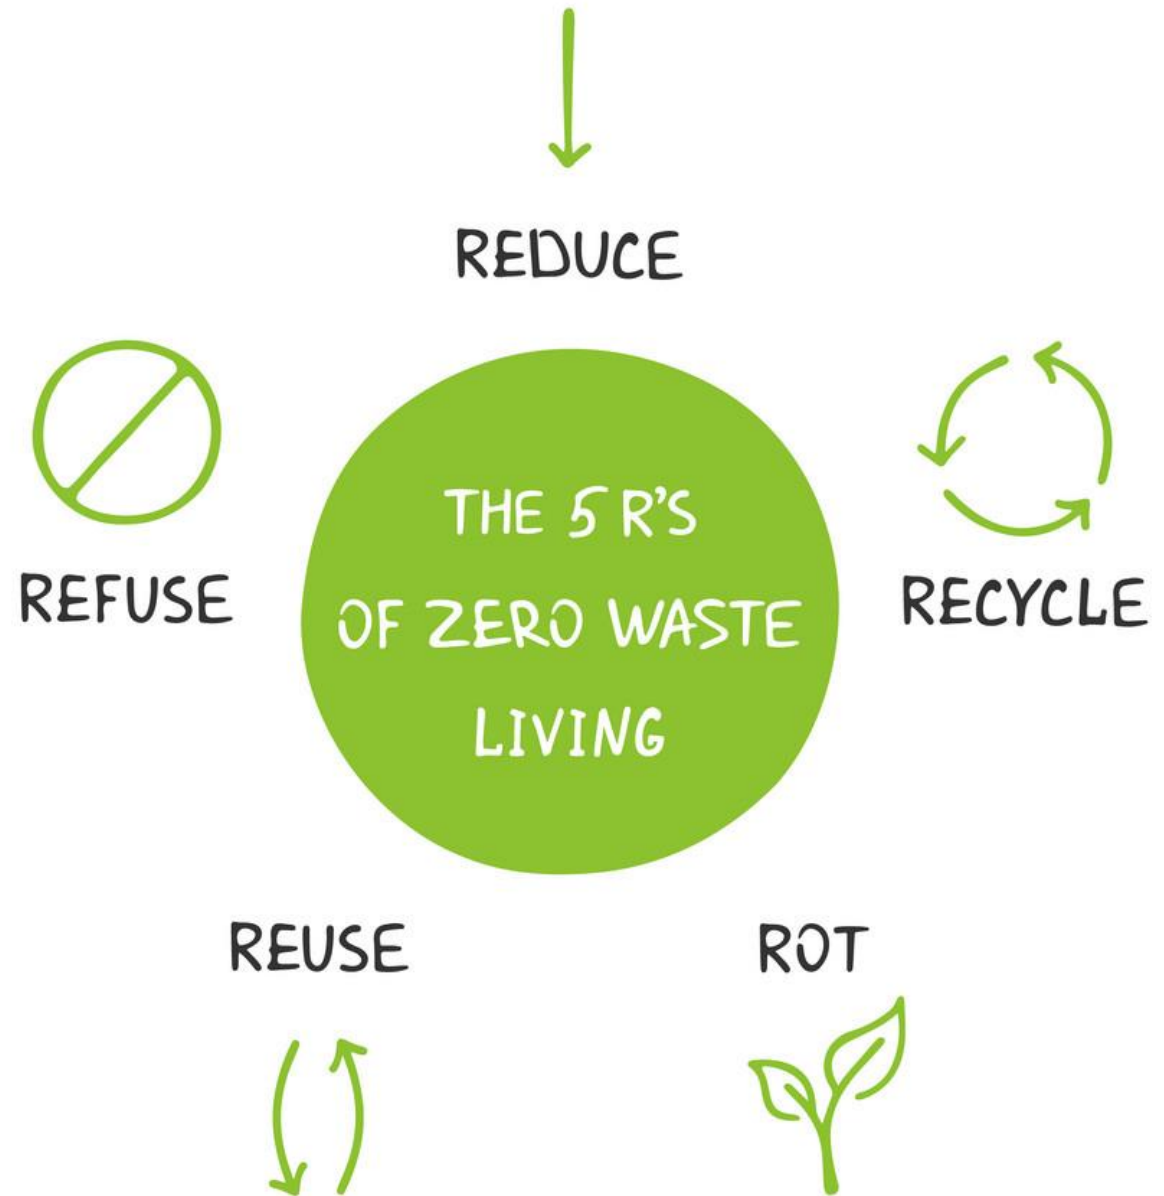 REDUCE
REFUSE
THE 5 R'S
OF ZERO WASTE
LIVING
RECYCLE
REUSE
ROT